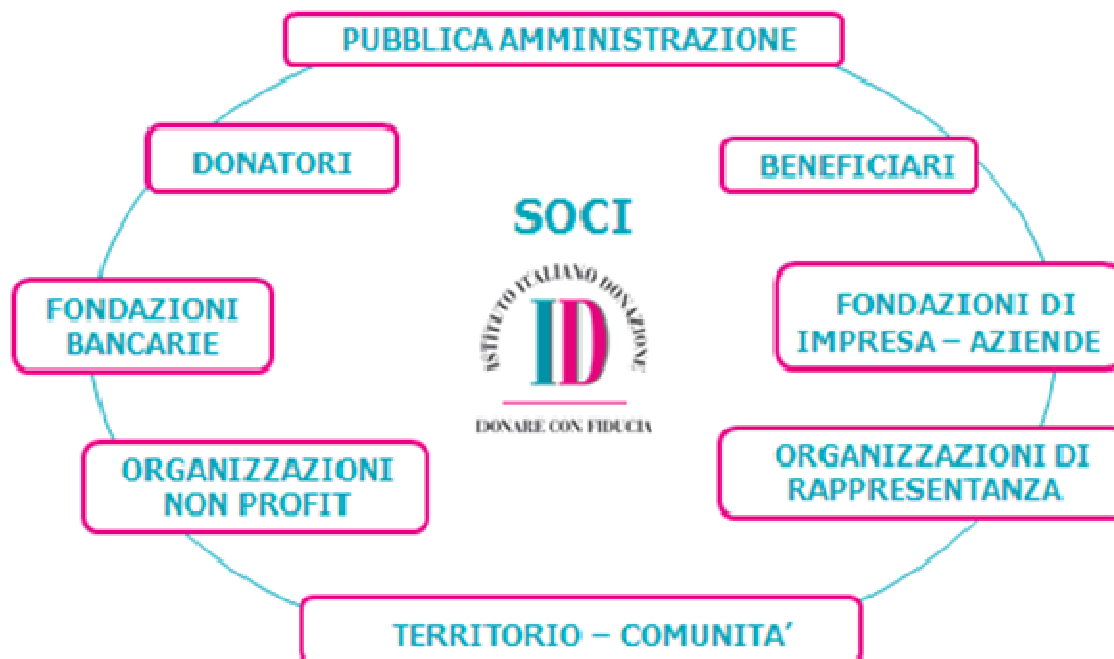 PUBBLICA AMMINISTRAZIONE
DONATORI
BENEFICIARI
SOCI
ISTITUTO ITALIANO DONAZIONE
ID
DONARE CON FIDUCIA
FONDAZIONI
BANCARIE
FONDAZIONI DI
IMPRESA – AZIENDE
ORGANIZZAZIONI
NON PROFIT
ORGANIZZAZIONI DI
RAPPRESENTANZA
TERRITORIO – COMUNITA’